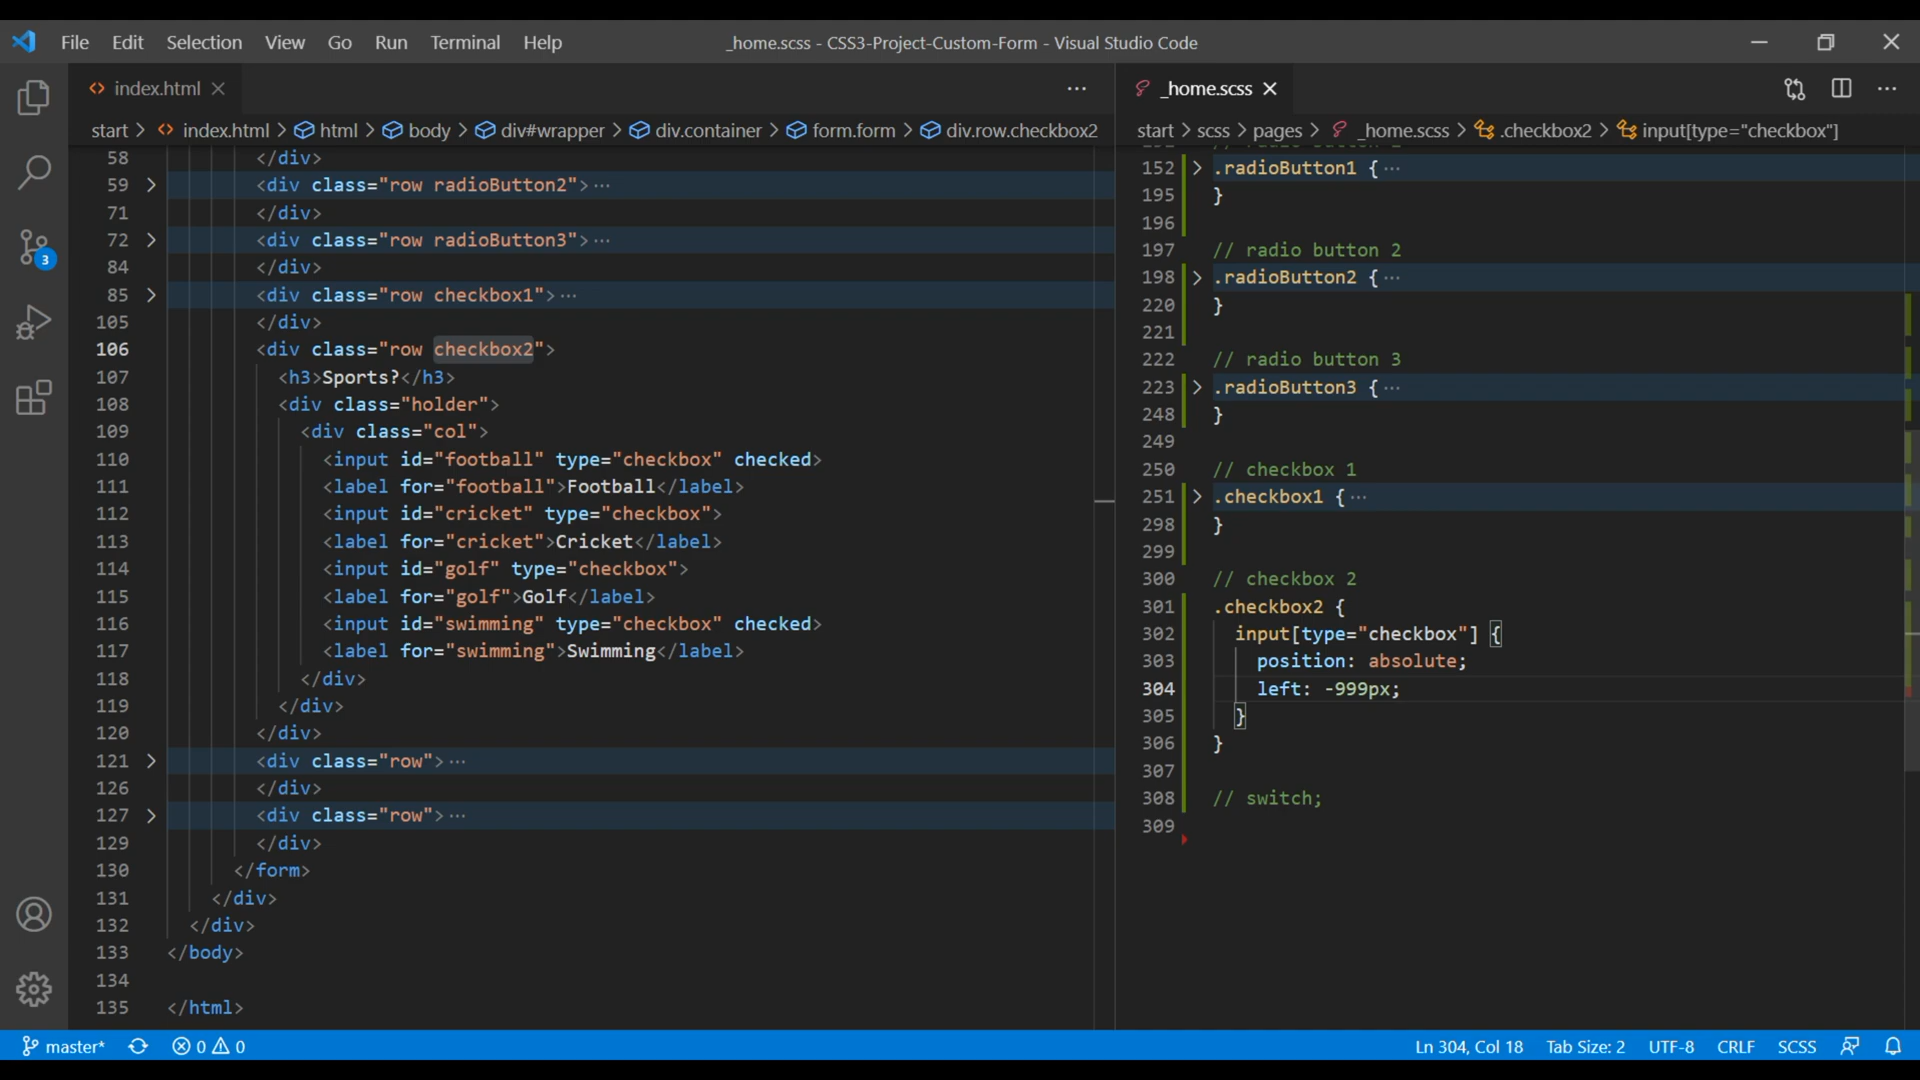 File Edit Selection View Go Run Terminal Help
_home.scss - CSS3-Project-Custom-Form - Visual Studio Code
index.html
start > index.html > html > body > div#wrapper > div.container > form.form > div.row.checkbox2
58 </div>
59 <div class="row radioButton2">···
71 </div>
72 <div class="row radioButton3">···
84 </div>
85 <div class="row checkbox1">···
105 </div>
106 <div class="row checkbox2">
107 <h3>Sports?</h3>
108 <div class="holder">
109 <div class="col">
110 <input id="football" type="checkbox" checked>
111 <label for="football">Football</label>
112 <input id="cricket" type="checkbox">
113 <label for="cricket">Cricket</label>
114 <input id="golf" type="checkbox">
115 <label for="golf">Golf</label>
116 <input id="swimming" type="checkbox" checked>
117 <label for="swimming">Swimming</label>
118 </div>
119 </div>
120 </div>
121 <div class="row">···
126 </div>
127 <div class="row">···
129 </div>
130 </form>
131 </div>
132 </div>
133 </body>
134
135 </html>
_home.scss
start > scss > pages > _home.scss > .checkbox2 > input[type="checkbox"]
152 .radioButton1 {···
195 }
196
197 // radio button 2
198 .radioButton2 {···
220 }
221
222 // radio button 3
223 .radioButton3 {···
248 }
249
250 // checkbox 1
251 .checkbox1 {···
298 }
299
300 // checkbox 2
301 .checkbox2 {
302 input[type="checkbox"] {
303 position: absolute;
304 left: -999px;
305 }
306 }
307
308 // switch;
309
3
master* 0 0 Ln 304, Col 18 Tab Size: 2 UTF-8 CRLF SCSS